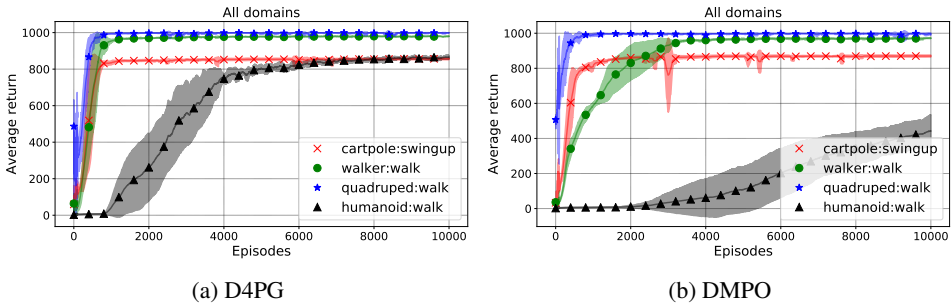 All domains
1000
800
600
400
200
0
Average return
cartpole:swingup
walker:walk
quadruped:walk
humanoid:walk
0 2000 4000 6000 8000 10000
Episodes
(a) D4PG
All domains
1000
800
600
400
200
0
Average return
cartpole:swingup
walker:walk
quadruped:walk
humanoid:walk
0 2000 4000 6000 8000 10000
Episodes
(b) DMPO